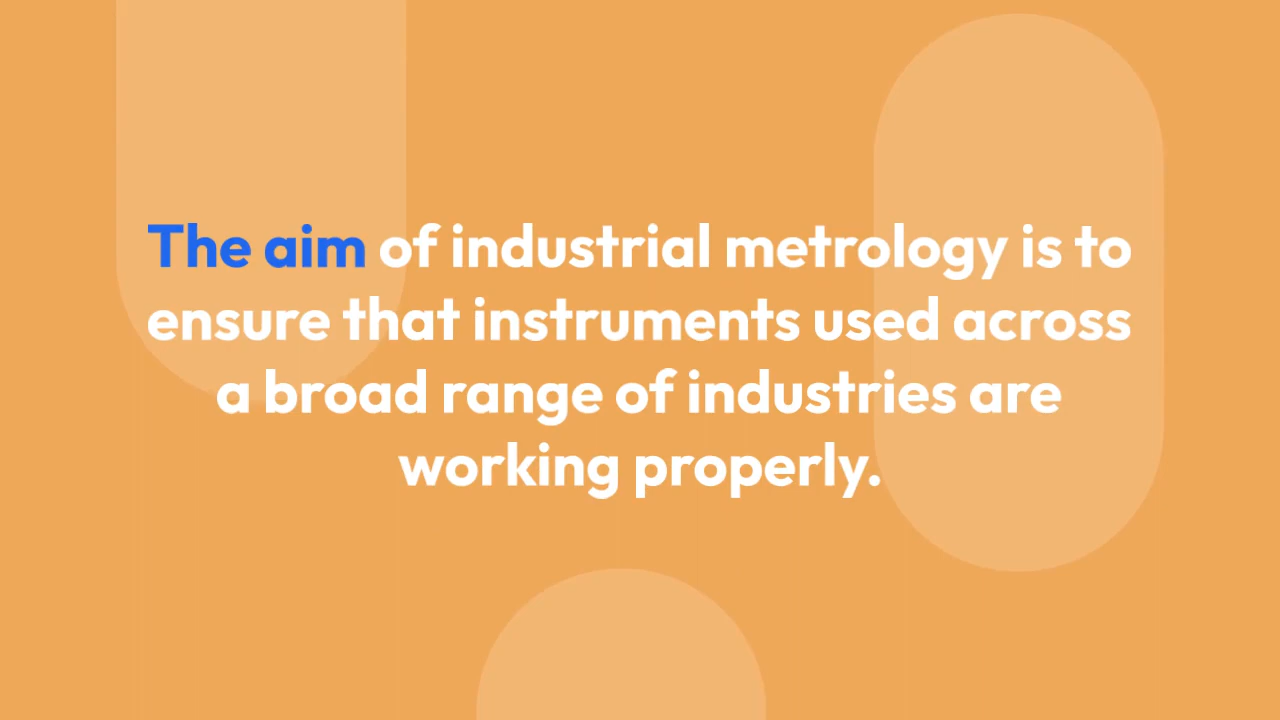 The aim of industrial metrology is to
ensure that instruments used across
a broad range of industries are
working properly.